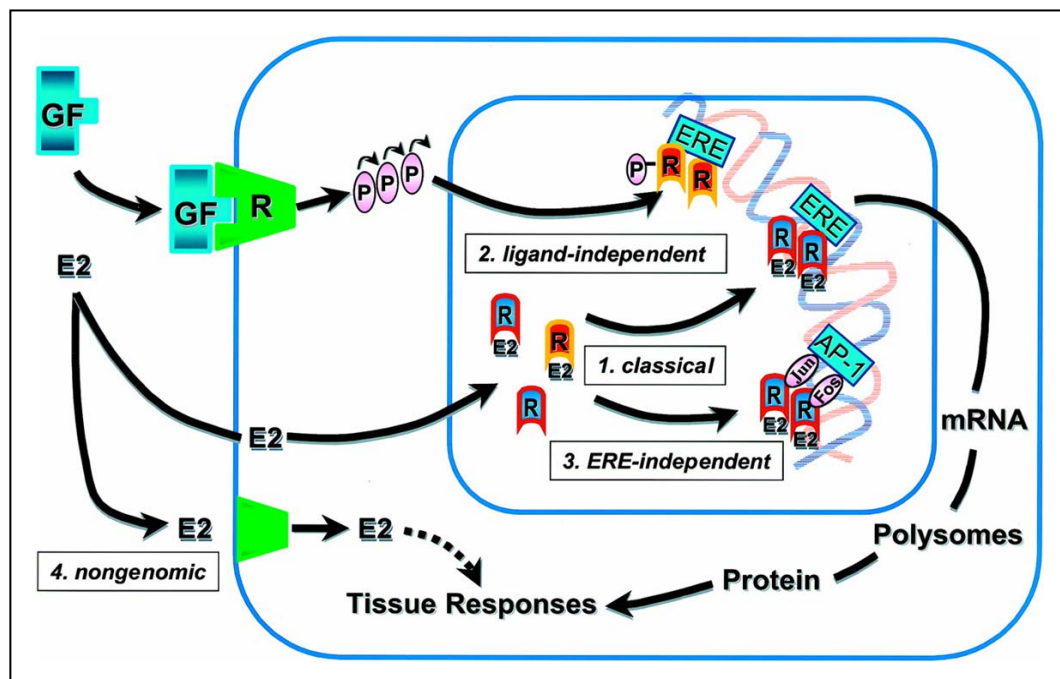 GF
GF
R
P
P
P
P
R
R
ERE
ERE
R
R
E2
E2
2. ligand-independent
E2
R
E2
R
E2
R
1. classical
AP-1
Jun
Fos
R
R
E2
E2
3. ERE-independent
E2
mRNA
E2
E2
4. nongenomic
Polysomes
Protein
Tissue Responses